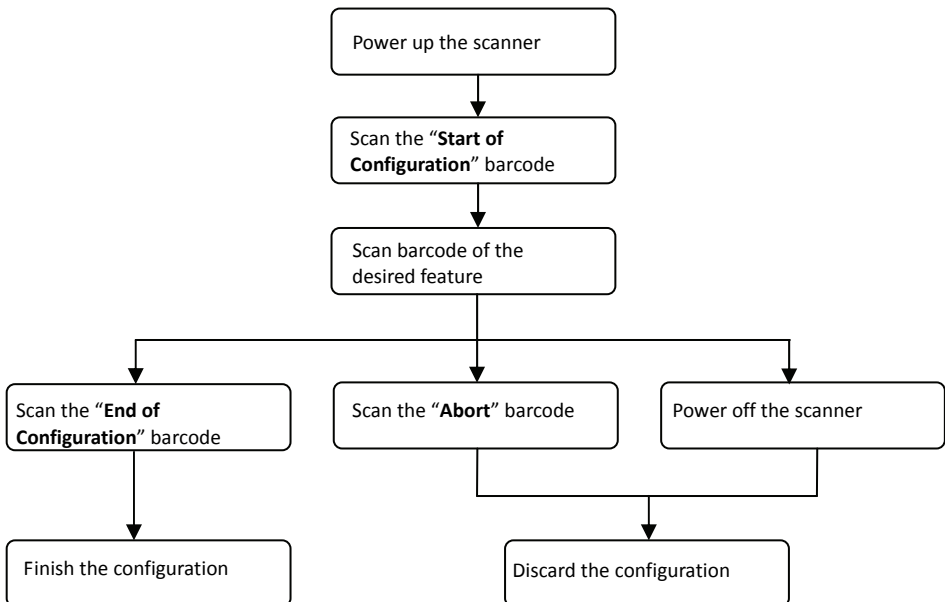 Power up the scanner
Scan the “Start of
Configuration” barcode
Scan barcode of the
desired feature
Scan the “End of
Configuration” barcode
Scan the “Abort” barcode
Power off the scanner
Finish the configuration
Discard the configuration